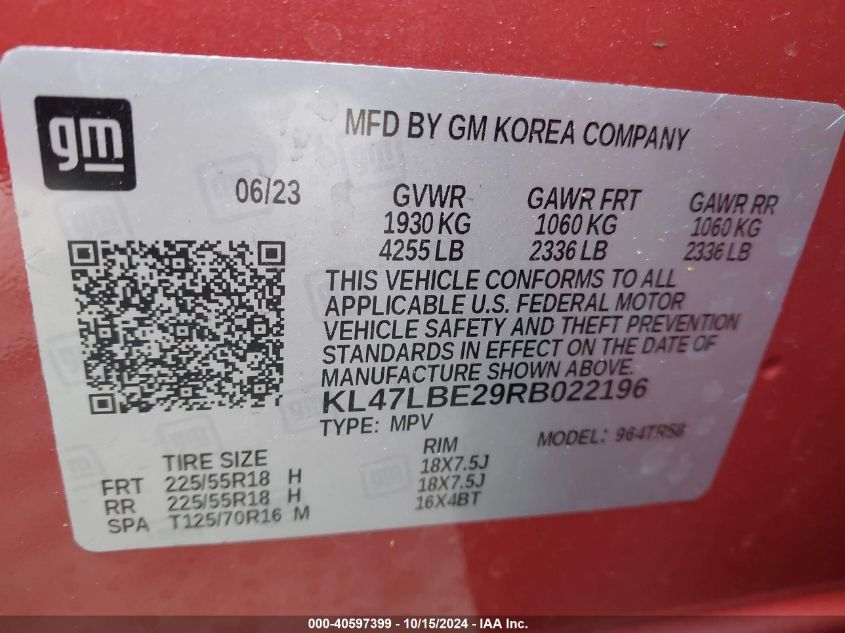 gm
MFD BY GM KOREA COMPANY
06/23
GVWR GAWR FRT GAWR RR
1930 KG 1060 KG 1060 KG
4255 LB 2336 LB 2336 LB
THIS VEHICLE CONFORMS TO ALL
APPLICABLE U.S. FEDERAL MOTOR
VEHICLE SAFETY AND THEFT PREVENTION
STANDARDS IN EFFECT ON THE DATE OF
MANUFACTURE SHOWN ABOVE.
KL47LBE29RB022196
TYPE: MPV MODEL: 964TRS8
TIRE SIZE RIM
FRT 225/55R18 H 18X7.5J
RR 225/55R18 H 18X7.5J
SPA T125/70R16 M 16X4BT
000-40597399 - 10/15/2024 - IAA Inc.